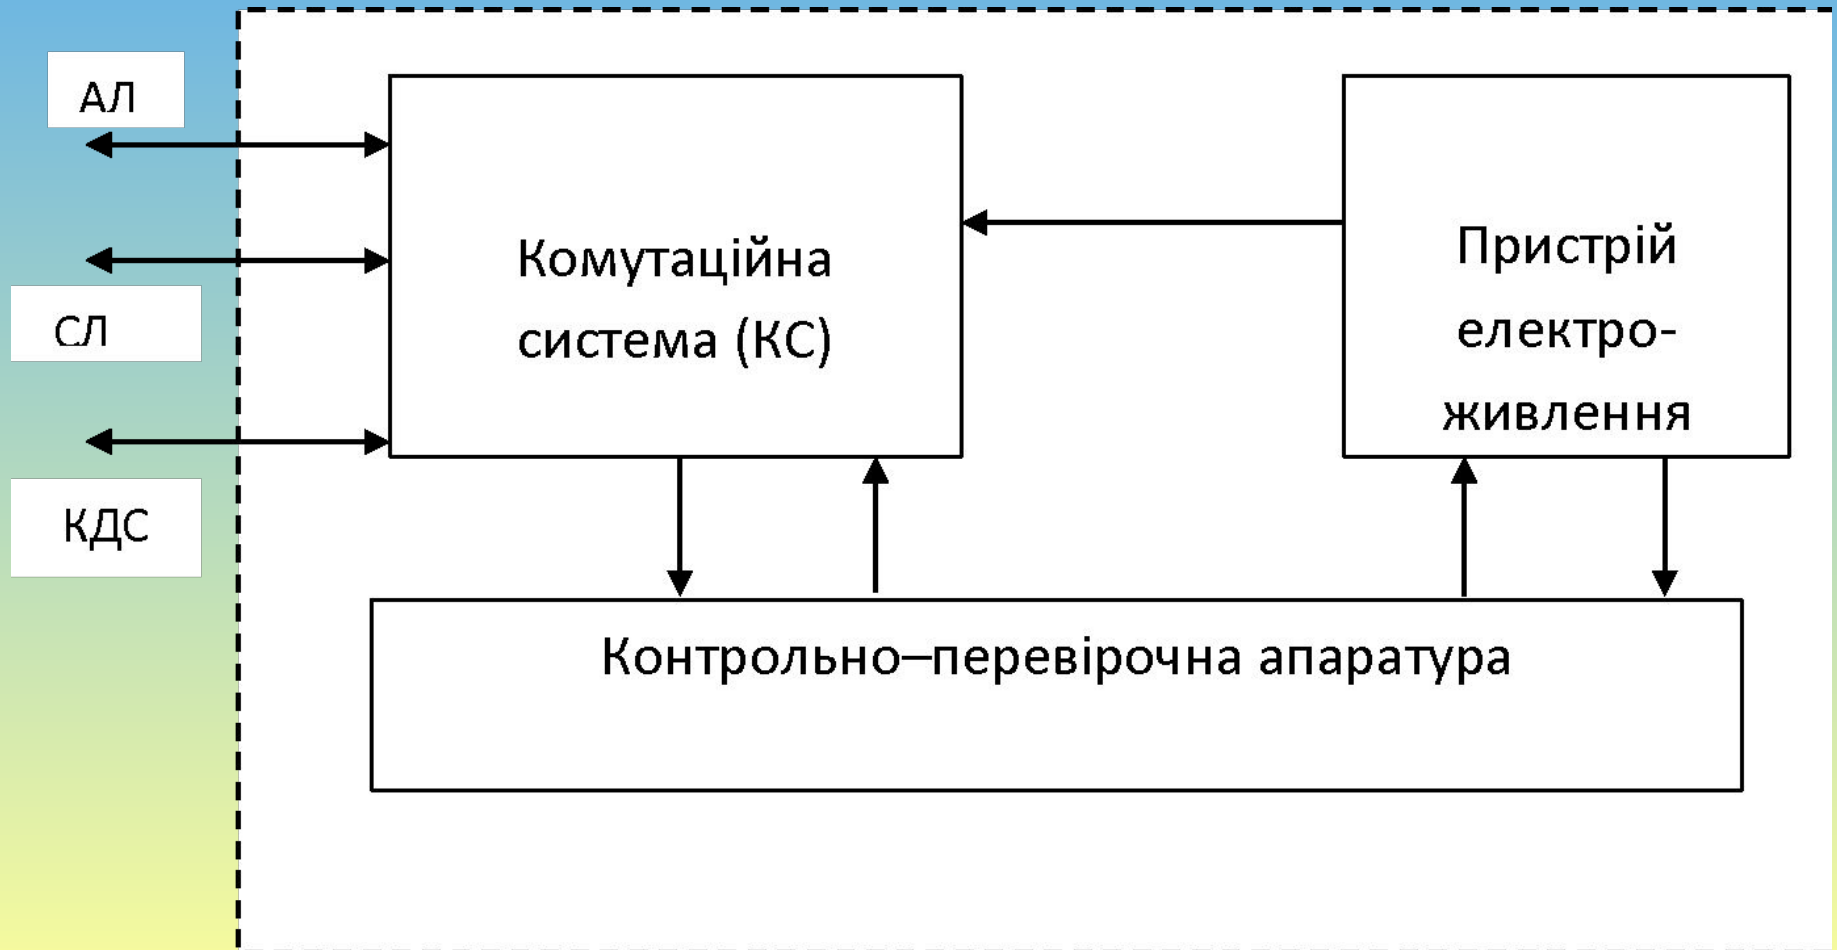 АЛ
СЛ
КДС
Комутаційна
система (КС)
Пристрій
електро-
живлення
Контрольно–перевірочна апаратура